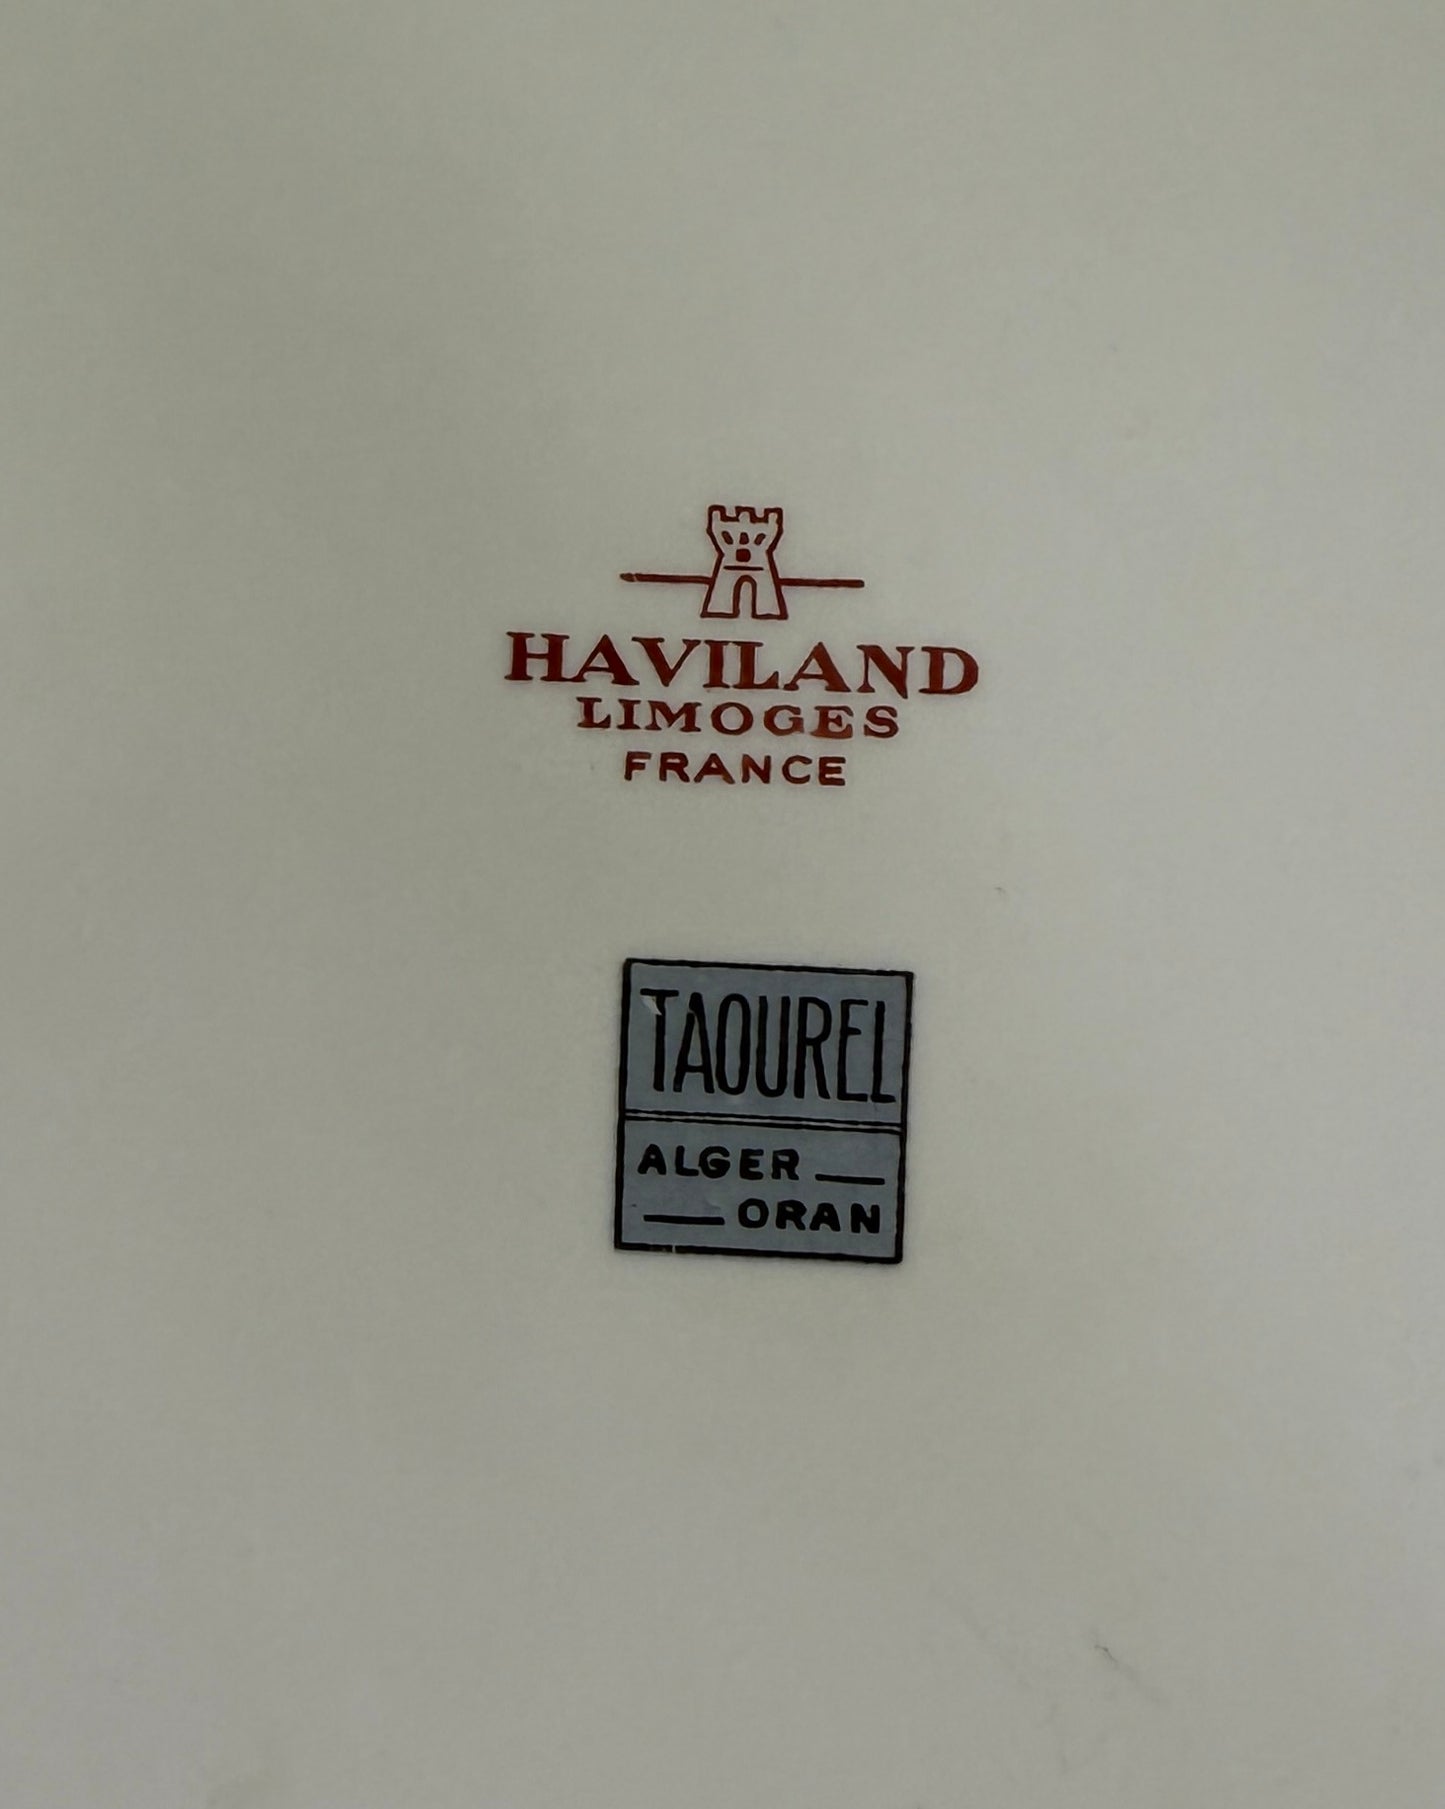 HAVILAND
LIMOGES
FRANCE
TAOUREL
ALGER
ORAN